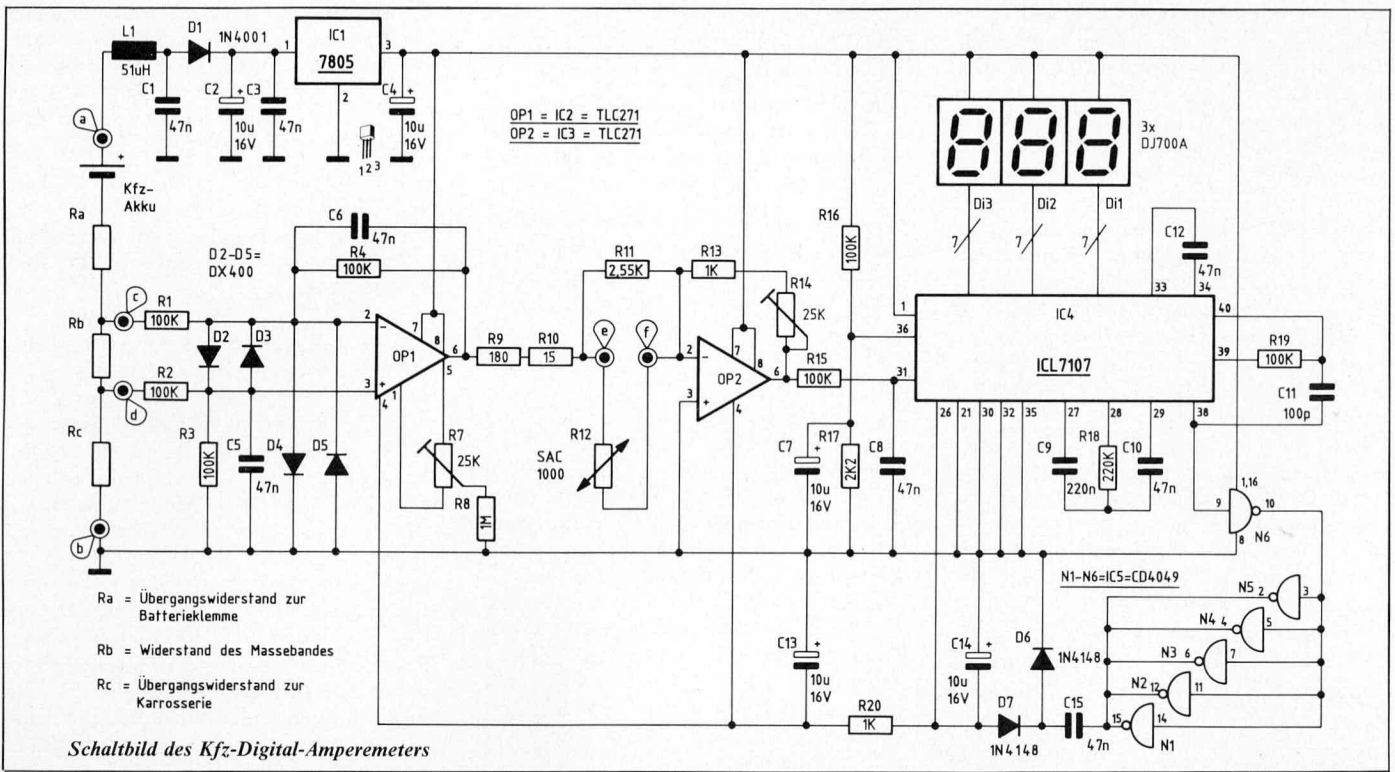 L1
51uH
D1
1N4001
C1
47n
C2
+
10u
16V
C3
47n
1
IC1
7805
3
2
1 2 3
C4
+
10u
16V
OP1 = IC2 = TLC271
OP2 = IC3 = TLC271
3x
DJ700A
Di3
Di2
Di1
7
7
7
a
+
Kfz-
Akku
Ra
Rb
Rc
c
d
b
R1
100K
R2
100K
D2-D5=
DX400
D2
D3
R3
100K
C5
47n
D4
D5
C6
47n
R4
100K
2
3
4
1
7
8
6
5
-
+
OP1
R7
25K
R8
1M
R9
180
R10
15
e
f
R11
2,55K
R13
1K
R14
25K
R12
SAC
1000
2
3
-
+
7
8
6
4
OP2
R15
100K
R16
100K
C7
+
10u
16V
R17
2K2
C8
47n
1
36
31
IC4
ICL7107
33
34
C12
47n
40
39
38
R19
100K
C11
100p
26
21
30
32
35
27
28
29
C9
220n
R18
220K
C10
47n
9
1,16
10
8
N6
N1-N6=IC5=CD4049
N5
2
3
N4
4
5
N3
6
7
N2
12
11
15
14
N1
C13
+
10u
16V
R20
1K
C14
+
10u
16V
D6
1N4148
D7
1N4148
C15
47n
Ra = Übergangswiderstand zur
Batterieklemme
Rb = Widerstand des Massebandes
Rc = Übergangswiderstand zur
Karrosserie
Schaltbild des Kfz-Digital-Amperemeters